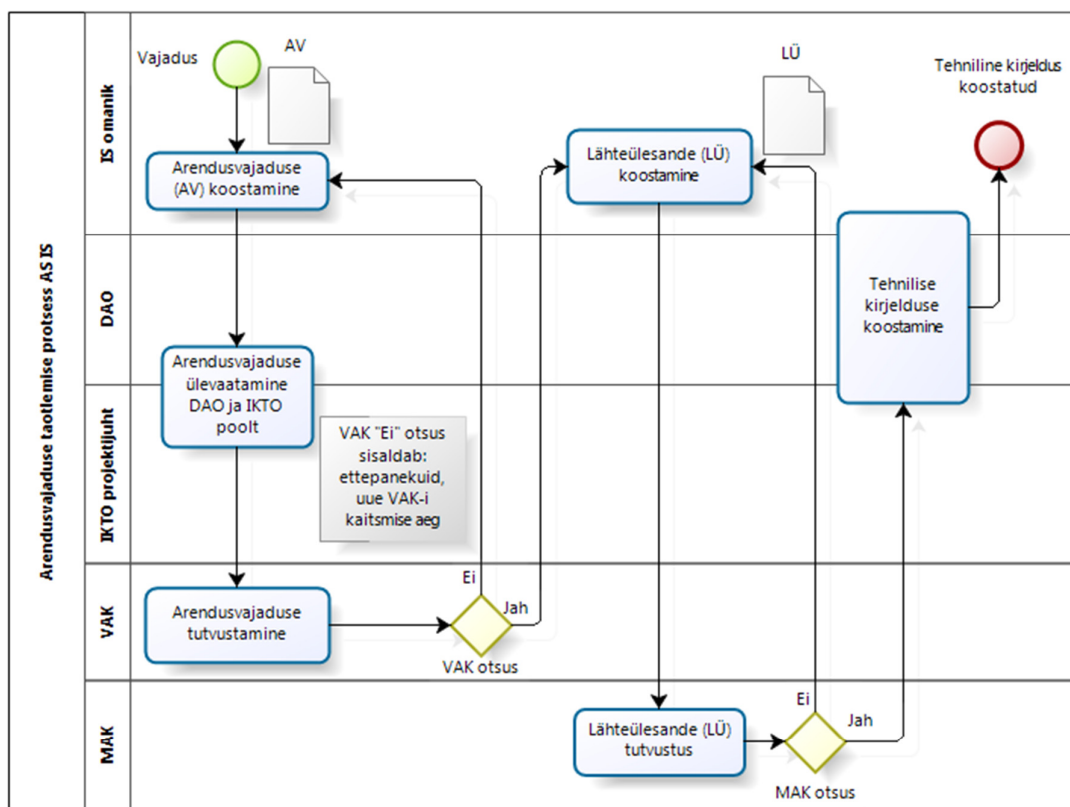 Arendusvajaduse taotlemise protsess AS IS
IS omanik
DAO
IKTO projektijuht
VAK
MAK
Vajadus
AV
LÜ
Tehniline kirjeldus
koostatud
Arendusvajaduse
(AV) koostamine
Lähteülesande (LÜ)
koostamine
Tehnilise
kirjelduse
koostamine
Arendusvajaduse
ülevaatamine
DAO ja IKTO
poolt
VAK "Ei" otsus
sisaldab:
ettepanekuid,
uue VAK-i
kaitsmise aeg
Ei
Jah
Arendusvajaduse
tutvustamine
VAK otsus
Lähteülesande (LÜ)
tutvustus
Ei
Jah
MAK otsus